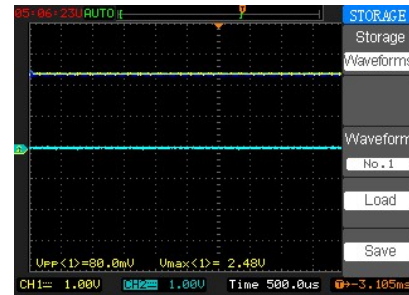 05:06:23U AUTO
STORAGE
Storage
Waveforms
Waveform
No.1
Load
Save
VPP<1>=80.0mV Vmax<1>= 2.48V
CH1 1.00V CH2 1.00V Time 500.0us -3.105ms